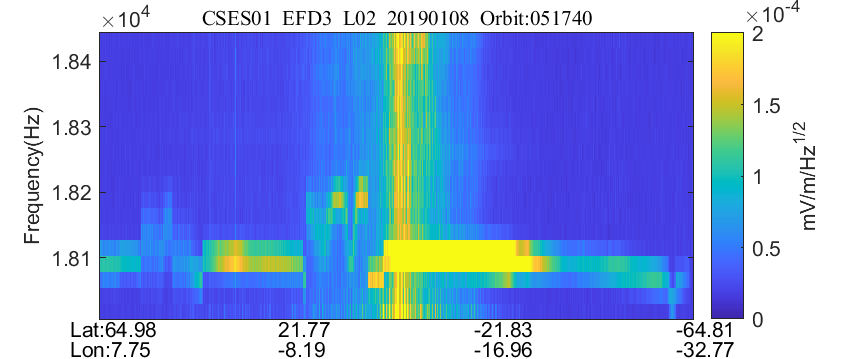 ×10⁴ CSES01 EFD3 L02 20190108 Orbit:051740 ×10⁻⁴
1.84
1.83
1.82
1.81
Frequency(Hz)
2
1.5
1
0.5
0
mV/m/Hz^1/2
Lat:64.98 21.77 -21.83 -64.81
Lon:7.75 -8.19 -16.96 -32.77